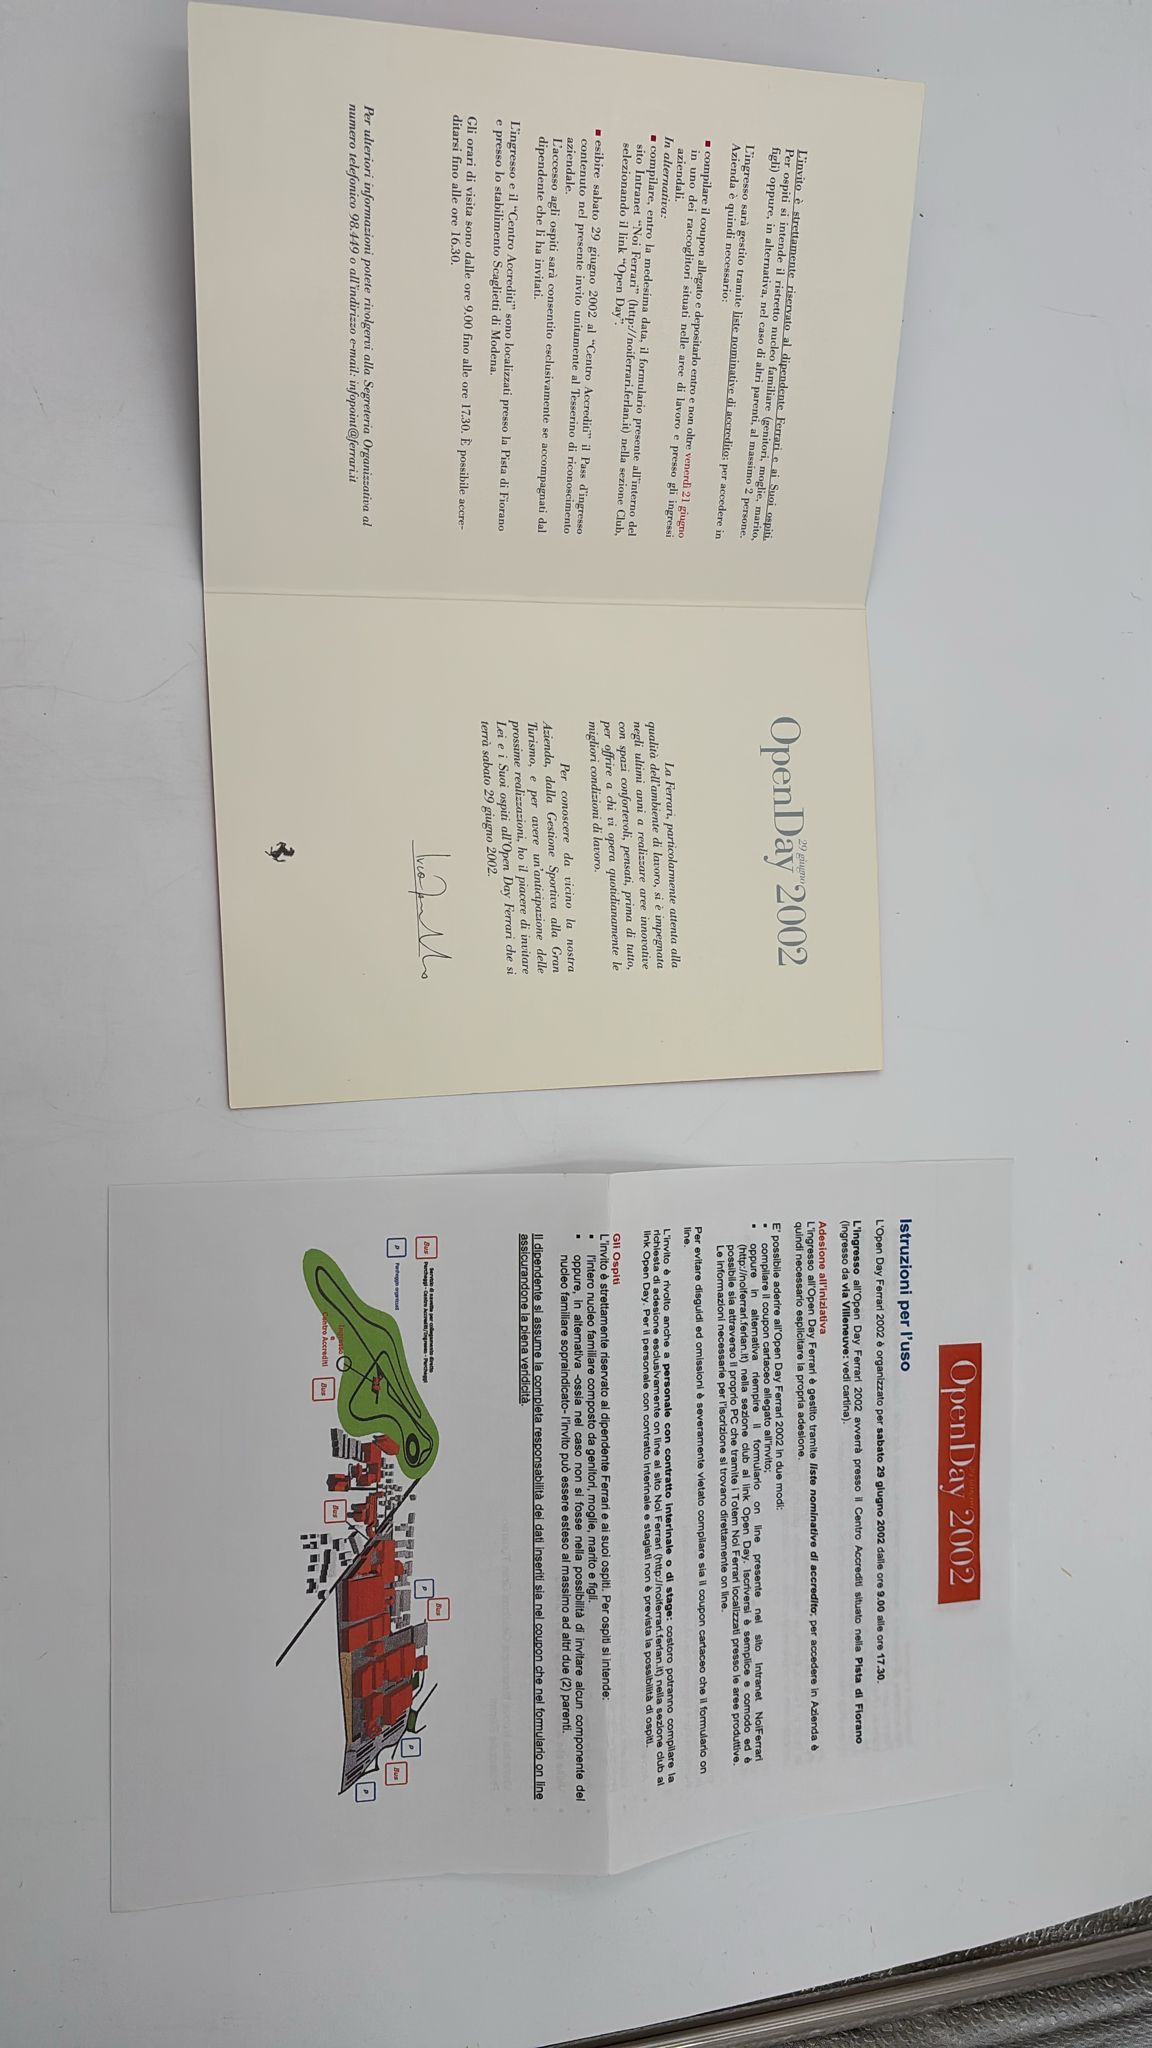 L'invito è strettamente riservato al dipendente Ferrari e ai Suoi ospiti.
Per ospiti si intende il ristretto nucleo familiare (genitori, moglie, marito,
figli) oppure, in alternativa, nel caso di altri parenti, al massimo 2 persone.
L'ingresso sarà gestito tramite liste nominative di accredito; per accedere in
Azienda è quindi necessario:
▪ compilare il coupon allegato e depositarlo entro e non oltre venerdì 21 giugno
in uno dei raccoglitori situati nelle aree di lavoro e presso gli ingressi
aziendali.
In alternativa:
▪ compilare, entro la medesima data, il formulario presente all'interno del
sito Intranet "Noi Ferrari" (http://noiferrari.ferlan.it) nella sezione Club,
selezionando il link "Open Day".
▪ esibire sabato 29 giugno 2002 al "Centro Accrediti" il Pass d'ingresso
contenuto nel presente invito unitamente al Tesserino di riconoscimento
aziendale.
L'accesso agli ospiti sarà consentito esclusivamente se accompagnati dal
dipendente che li ha invitati.
L'ingresso e il "Centro Accrediti" sono localizzati presso la Pista di Fiorano
e presso lo stabilimento Scaglietti di Modena.
Gli orari di visita sono dalle ore 9.00 fino alle ore 17.30. È possibile accre-
ditarsi fino alle ore 16.30.
Per ulteriori informazioni potete rivolgervi alla Segreteria Organizzativa al
numero telefonico 98.449 o all'indirizzo e-mail: infopoint@ferrari.it
29 giugno
OpenDay 2002
La Ferrari, particolarmente attenta alla
qualità dell'ambiente di lavoro, si è impegnata
negli ultimi anni a realizzare aree innovative
con spazi confortevoli, pensati, prima di tutto,
per offrire a chi vi opera quotidianamente le
migliori condizioni di lavoro.
Per conoscere da vicino la nostra
Azienda, dalla Gestione Sportiva alla Gran
Turismo, e per avere un'anticipazione delle
prossime realizzazioni, ho il piacere di invitare
Lei e i Suoi ospiti all'Open Day Ferrari che si
terrà sabato 29 giugno 2002.
OpenDay 2002
Istruzioni per l'uso
L'Open Day Ferrari 2002 è organizzato per sabato 29 giugno 2002 dalle ore 9.00 alle ore 17.30.
L'ingresso all'Open Day Ferrari 2002 avverrà presso il Centro Accrediti situato nella Pista di Fiorano
(ingresso da via Villeneuve: vedi cartina).
Adesione all'iniziativa
L'ingresso all'Open Day Ferrari è gestito tramite liste nominative di accredito; per accedere in Azienda è
quindi necessario esplicitare la propria adesione.
E' possibile aderire all'Open Day Ferrari 2002 in due modi:
▪ compilare il coupon cartaceo allegato all'invito;
▪ oppure in alternativa riempire il formulario on line presente nel sito Intranet NoiFerrari
(http://noiferrari.ferlan.it) nella sezione club al link Open Day. Iscriversi è semplice e comodo ed è
possibile sia attraverso il proprio PC che tramite i Totem Noi Ferrari localizzati presso le aree produttive.
Le informazioni necessarie per l'iscrizione si trovano direttamente on line.
Per evitare disguidi ed omissioni è severamente vietato compilare sia il coupon cartaceo che il formulario on
line.
L'invito è rivolto anche a personale con contratto interinale o di stage: costoro potranno compilare la
richiesta di adesione esclusivamente on line al sito Noi Ferrari (http://noiferrari.ferlan.it) nella sezione club al
link Open Day. Per il personale con contratto interinale e stagisti non è prevista la possibilità di ospiti.
Gli Ospiti
L'invito è strettamente riservato al dipendente Ferrari e ai suoi ospiti. Per ospiti si intende:
▪ l'intero nucleo familiare composto da genitori, moglie, marito e figli.
▪ oppure, in alternativa -ossia nel caso non si fosse nella possibilità di invitare alcun componente del
nucleo familiare sopraindicato- l'invito può essere esteso al massimo ad altri due (2) parenti.
Il dipendente si assume la completa responsabilità dei dati inseriti sia nel coupon che nel formulario on line
assicurandone la piena veridicità.
Bus
Servizio di navetta per collegamento diretto
Parcheggi - Centro Accrediti/Ingresso - Parcheggi
P
Parcheggio organizzati
Ingresso
e
Centro Accrediti
Bus
Bus
P
Bus
P
Bus
P